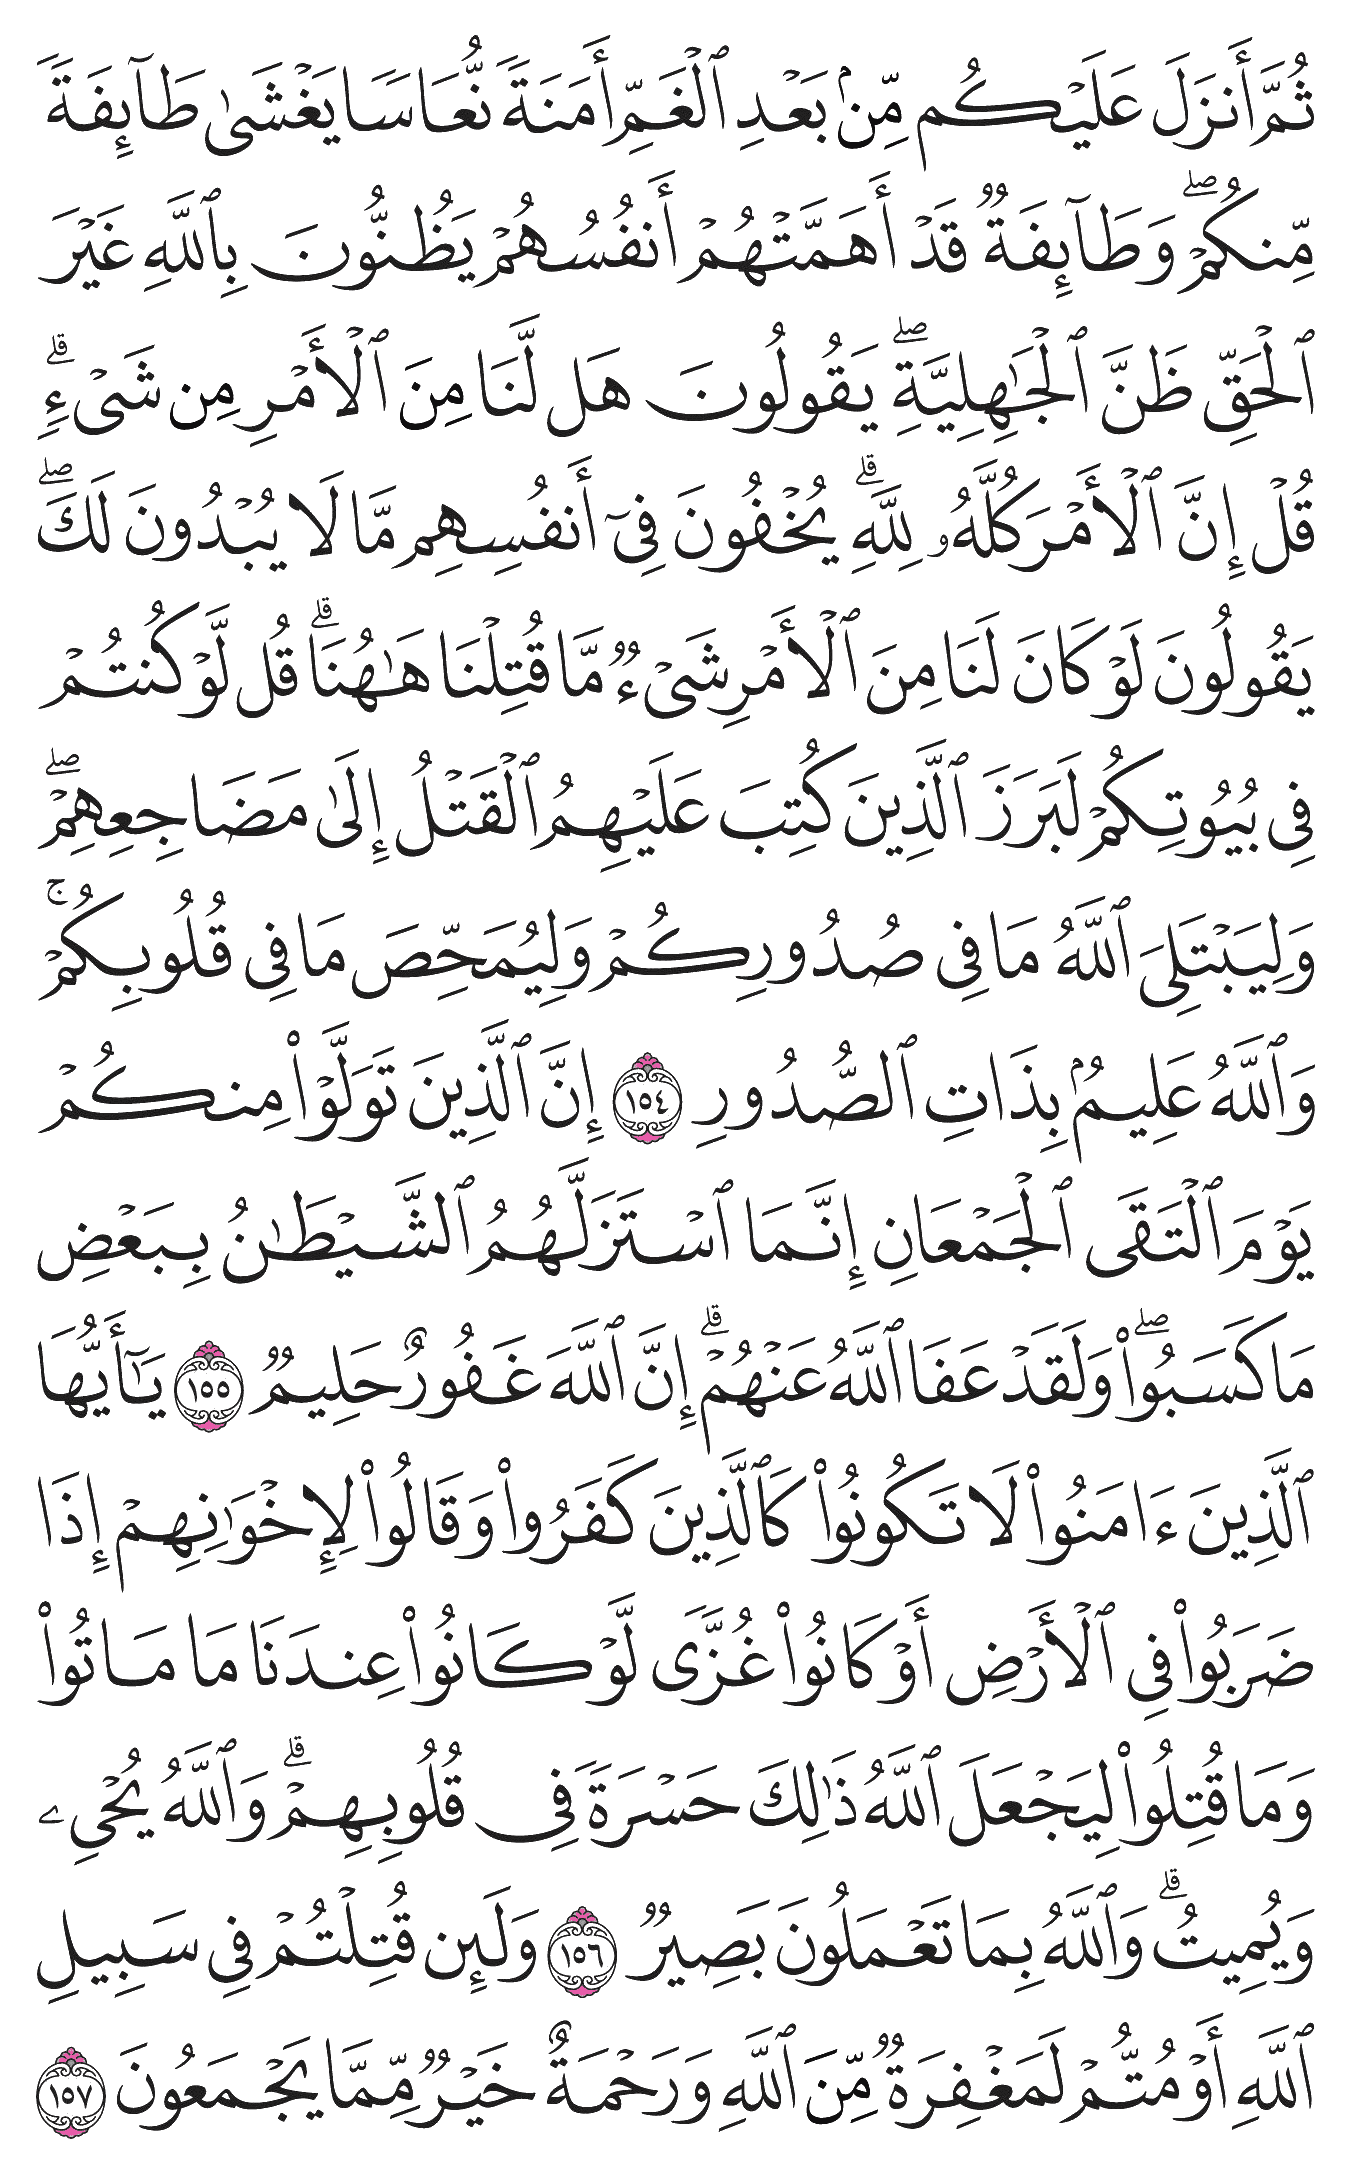 ثُمَّ أَنزَلَ عَلَيْكُم مِّنۢ بَعْدِ ٱلْغَمِّ أَمَنَةً نُّعَاسًا يَغْشَىٰ طَآئِفَةً
مِّنكُمْ ۖ وَطَآئِفَةٌ قَدْ أَهَمَّتْهُمْ أَنفُسُهُمْ يَظُنُّونَ بِٱللَّهِ غَيْرَ
ٱلْحَقِّ ظَنَّ ٱلْجَٰهِلِيَّةِ ۖ يَقُولُونَ هَل لَّنَا مِنَ ٱلْأَمْرِ مِن شَىْءٍ ۗ
قُلْ إِنَّ ٱلْأَمْرَ كُلَّهُۥ لِلَّهِ ۗ يُخْفُونَ فِىٓ أَنفُسِهِم مَّا لَا يُبْدُونَ لَكَ ۖ
يَقُولُونَ لَوْ كَانَ لَنَا مِنَ ٱلْأَمْرِ شَىْءٌ مَّا قُتِلْنَا هَٰهُنَا ۗ قُل لَّوْ كُنتُمْ
فِى بُيُوتِكُمْ لَبَرَزَ ٱلَّذِينَ كُتِبَ عَلَيْهِمُ ٱلْقَتْلُ إِلَىٰ مَضَاجِعِهِمْ ۖ
وَلِيَبْتَلِىَ ٱللَّهُ مَا فِى صُدُورِكُمْ وَلِيُمَحِّصَ مَا فِى قُلُوبِكُمْ ۚ
وَٱللَّهُ عَلِيمٌۢ بِذَاتِ ٱلصُّدُورِ ١٥٤ إِنَّ ٱلَّذِينَ تَوَلَّوْا۟ مِنكُمْ
يَوْمَ ٱلْتَقَى ٱلْجَمْعَانِ إِنَّمَا ٱسْتَزَلَّهُمُ ٱلشَّيْطَٰنُ بِبَعْضِ
مَا كَسَبُوا۟ ۖ وَلَقَدْ عَفَا ٱللَّهُ عَنْهُمْ ۗ إِنَّ ٱللَّهَ غَفُورٌ حَلِيمٌ ١٥٥ يَٰٓأَيُّهَا
ٱلَّذِينَ ءَامَنُوا۟ لَا تَكُونُوا۟ كَٱلَّذِينَ كَفَرُوا۟ وَقَالُوا۟ لِإِخْوَٰنِهِمْ إِذَا
ضَرَبُوا۟ فِى ٱلْأَرْضِ أَوْ كَانُوا۟ غُزًّى لَّوْ كَانُوا۟ عِندَنَا مَا مَاتُوا۟
وَمَا قُتِلُوا۟ لِيَجْعَلَ ٱللَّهُ ذَٰلِكَ حَسْرَةً فِى قُلُوبِهِمْ ۗ وَٱللَّهُ يُحْىِۦ
وَيُمِيتُ ۗ وَٱللَّهُ بِمَا تَعْمَلُونَ بَصِيرٌ ١٥٦ وَلَئِن قُتِلْتُمْ فِى سَبِيلِ
ٱللَّهِ أَوْ مُتُّمْ لَمَغْفِرَةٌ مِّنَ ٱللَّهِ وَرَحْمَةٌ خَيْرٌ مِّمَّا يَجْمَعُونَ ١٥٧